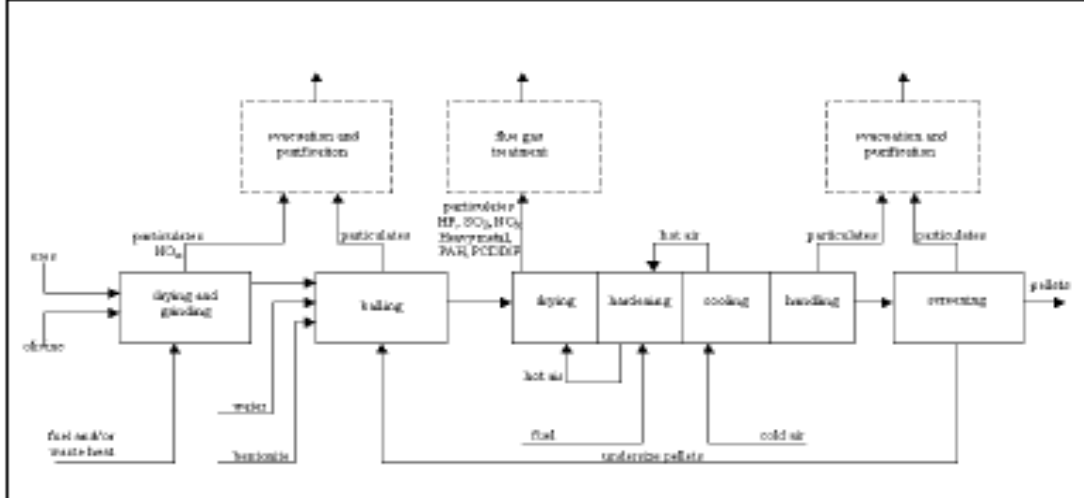 evacuation and
purification
flue gas
treatment
evacuation and
purification
particulates
NOx
particulates
particulates
HF, SO₂, NOx
Heavy metal,
PAH, PCDD/F
hot air
particulates
particulates
ores
drying and
grinding
balling
drying
hardening
cooling
handling
screening
pellets
olivine
hot air
water
fuel and/or
waste heat
bentonite
fuel
cold air
undersize pellets